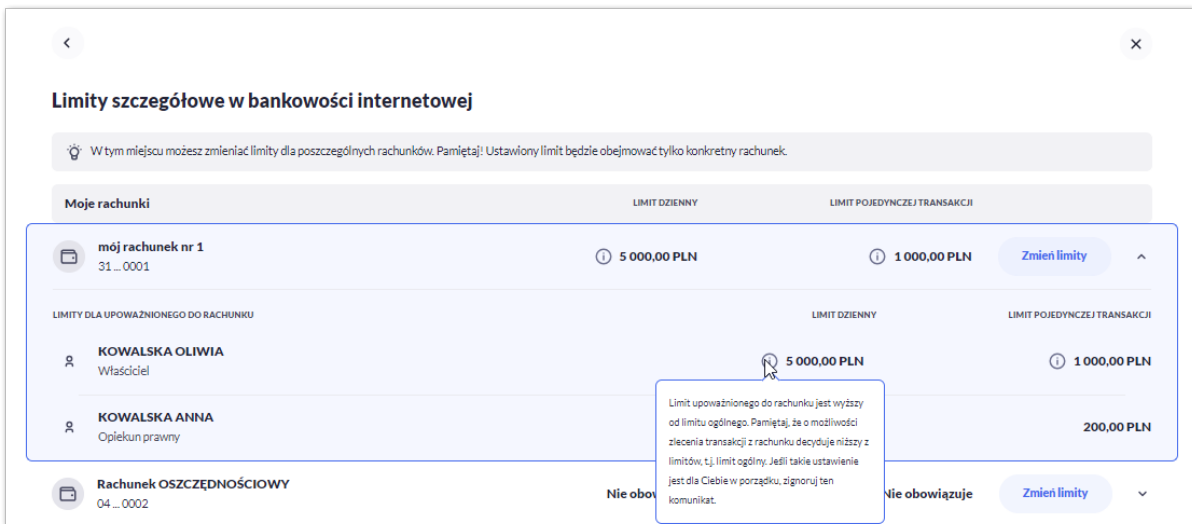 Limity szczegółowe w bankowości internetowej
W tym miejscu możesz zmieniać limity dla poszczególnych rachunków. Pamiętaj! Ustawiony limit będzie obejmować tylko konkretny rachunek.
Moje rachunki LIMIT DZIENNY LIMIT POJEDYNCZEJ TRANSAKCJI
mój rachunek nr 1 5 000,00 PLN 1 000,00 PLN Zmień limity
31 ... 0001
LIMITY DLA UPOWAŻNIONEGO DO RACHUNKU LIMIT DZIENNY LIMIT POJEDYNCZEJ TRANSAKCJI
KOWALSKA OLIWIA 5 000,00 PLN 1 000,00 PLN
Właściciel
KOWALSKA ANNA 200,00 PLN
Opiekun prawny
Limit upoważnionego do rachunku jest wyższy
od limitu ogólnego. Pamiętaj, że o możliwości
zlecenia transakcji z rachunku decyduje niższy z
limitów, t.j. limit ogólny. Jeśli takie ustawienie
jest dla Ciebie w porządku, zignoruj ten
komunikat.
Rachunek OSZCZĘDNOŚCIOWY Nie obowiązuje Zmień limity
04 ... 0002